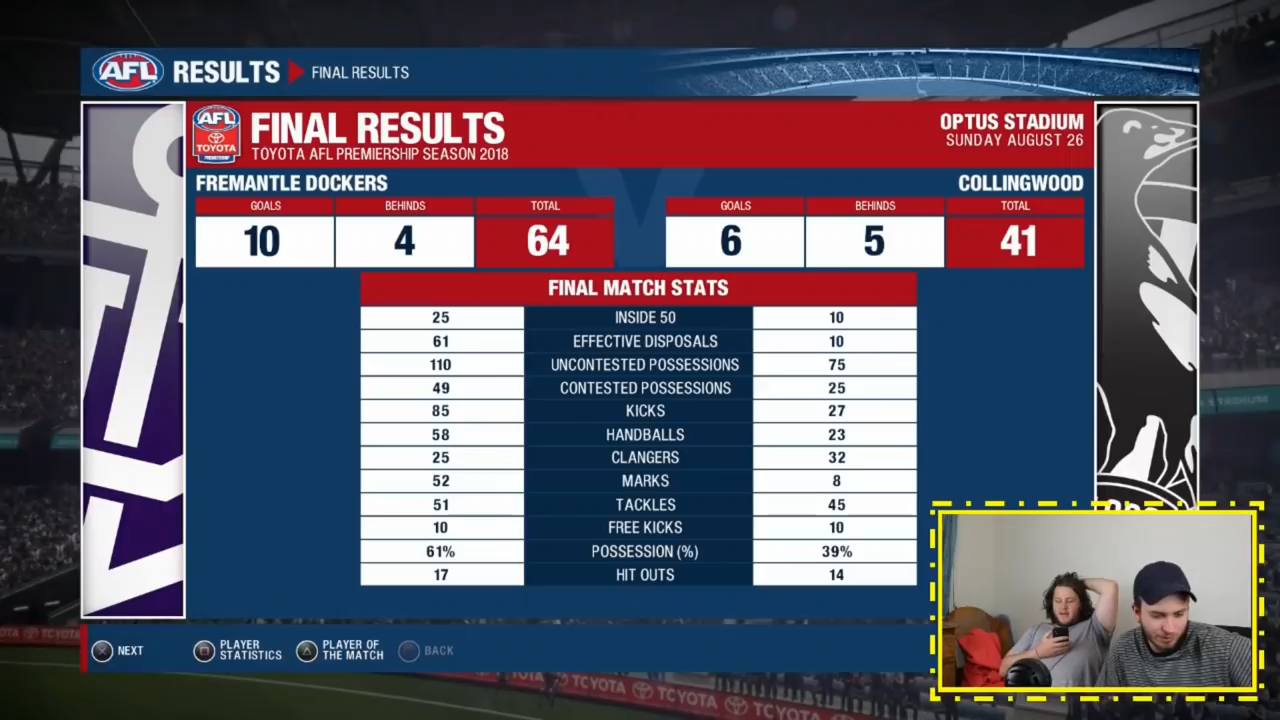 AFL RESULTS FINAL RESULTS
AFL TOYOTA PREMIERSHIP FINAL RESULTS
TOYOTA AFL PREMIERSHIP SEASON 2018
OPTUS STADIUM
SUNDAY AUGUST 26
FREMANTLE DOCKERS COLLINGWOOD
GOALS BEHINDS TOTAL GOALS BEHINDS TOTAL
10 4 64 6 5 41
FINAL MATCH STATS
25 INSIDE 50 10
61 EFFECTIVE DISPOSALS 10
110 UNCONTESTED POSSESSIONS 75
49 CONTESTED POSSESSIONS 25
85 KICKS 27
58 HANDBALLS 23
25 CLANGERS 32
52 MARKS 8
51 TACKLES 45
10 FREE KICKS 10
61% POSSESSION (%) 39%
17 HIT OUTS 14
NEXT
PLAYER STATISTICS
PLAYER OF THE MATCH
BACK
TOYOTA TOYOTA TOYOTA TOYOTA